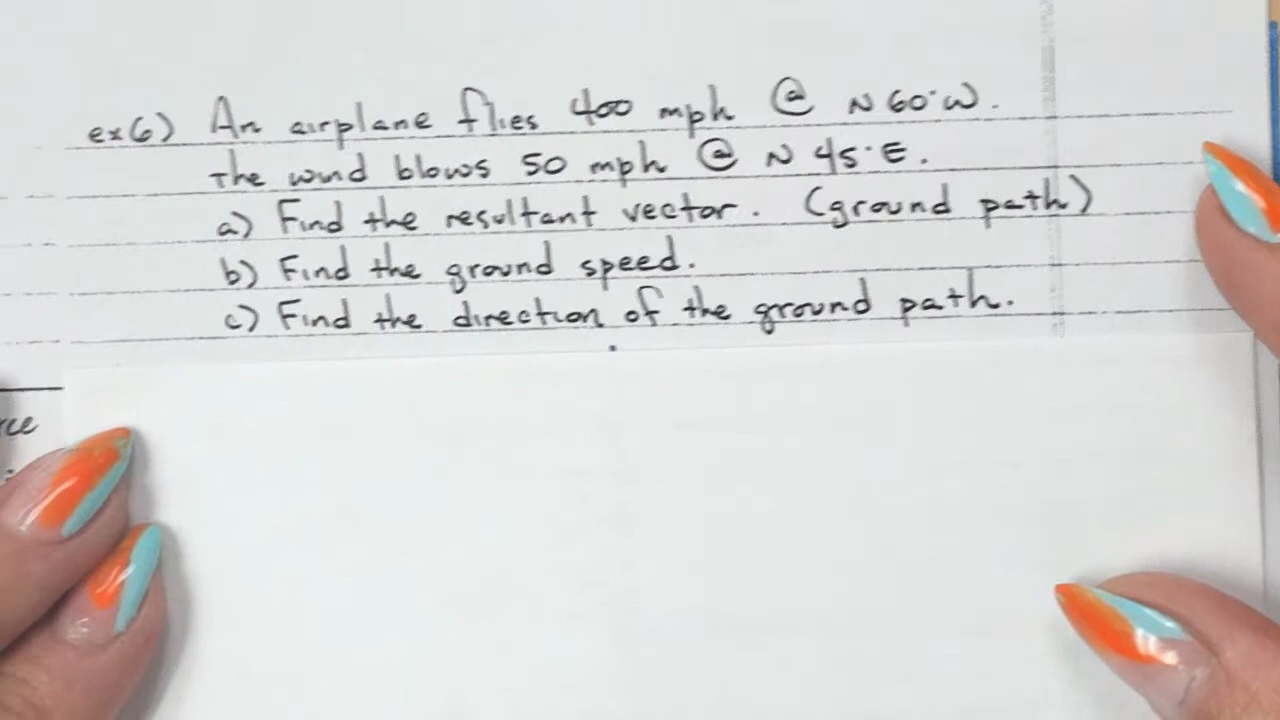 ex6) An airplane flies 400 mph @ N 60° W.
The wind blows 50 mph @ N 45° E.
a) Find the resultant vector. (ground path)
b) Find the ground speed.
c) Find the direction of the ground path.